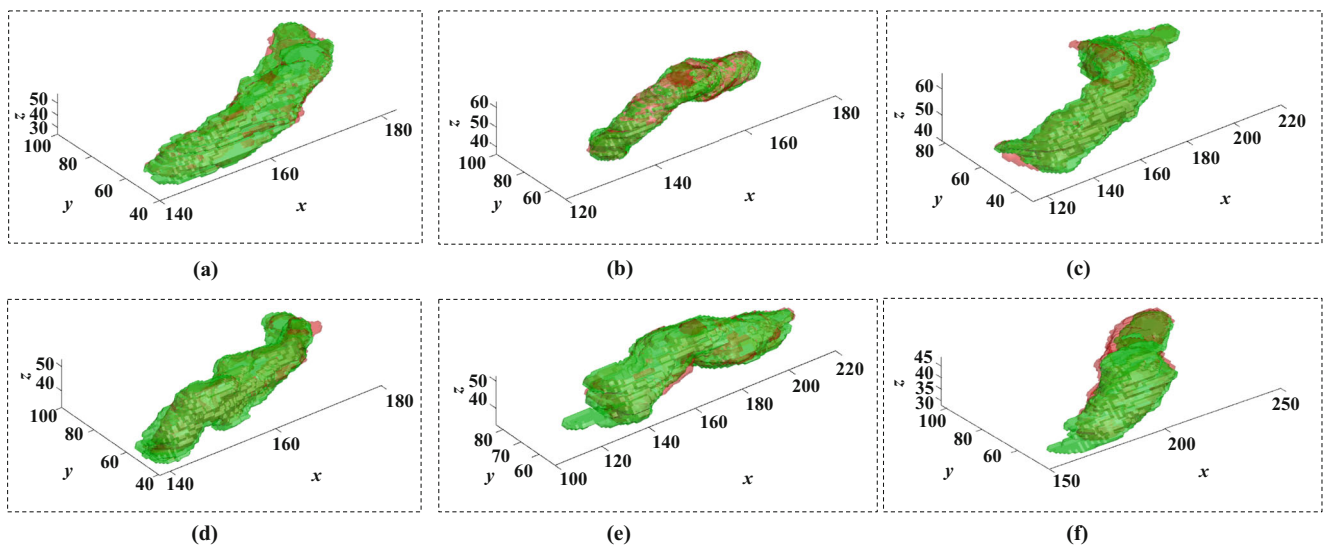 z 50 40 30
100 80 60 40
y
140 160 180
x
(a)
z 60 50 40
100 80 60
y
120 140 160 180
x
(b)
z 60 50 40
80 60 40
y
120 140 160 180 200 220
x
(c)
z 50 40
100 80 60 40
y
140 160 180
x
(d)
z 50 40
80 70 60
y
100 120 140 160 180 200 220
x
(e)
z 45 40 35 30
100 80 60
y
150 200 250
x
(f)